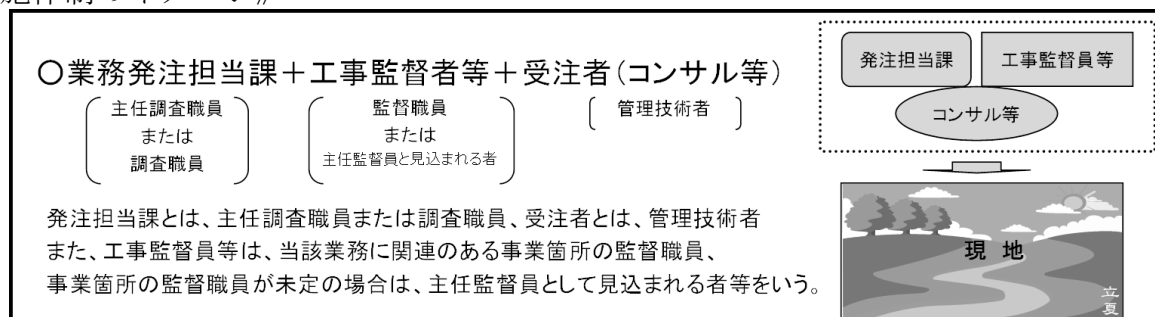 〇業務発注担当課+工事監督者等+受注者(コンサル等)
主任調査職員
または
調査職員
監督職員
または
主任監督員と見込まれる者
管理技術者
発注担当課とは、主任調査職員または調査職員、受注者とは、管理技術者
また、工事監督員等は、当該業務に関連のある事業箇所の監督職員、
事業箇所の監督職員が未定の場合は、主任監督員として見込まれる者等をいう。
発注担当課
工事監督員等
コンサル等
現地
立夏